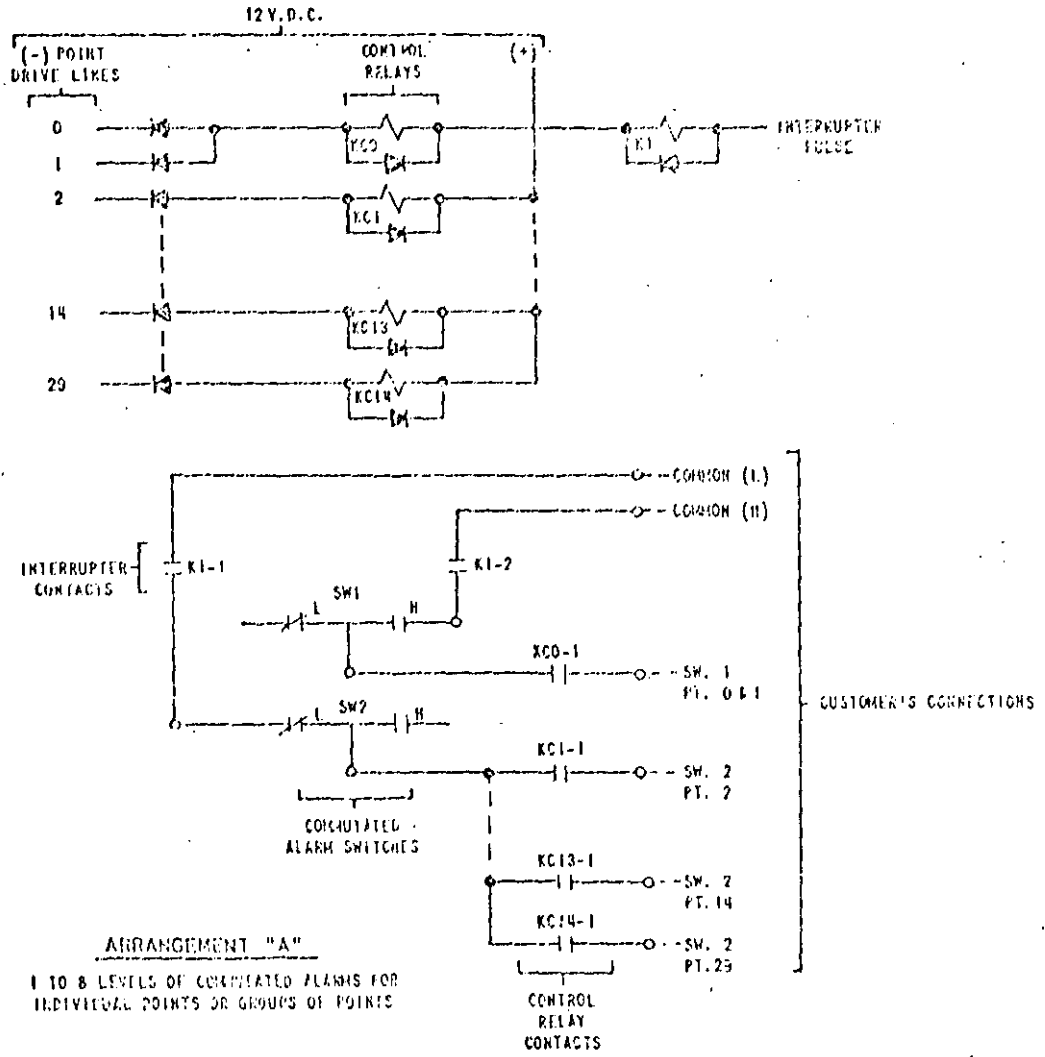 12 V.D.C.
(-) POINT
DRIVE LINES
CONTROL
RELAYS
(+)
0
KC0
K1
INTERRUPTER
PULSE
1
2
KC1
14
KC13
29
KC14
COMMON (L)
COMMON (H)
INTERRUPTER
CONTACTS
K1-1
K1-2
SW1
L
H
KC0-1
SW. 1
PT. 0 & 1
SW2
L
H
CUSTOMER'S CONNECTIONS
KC1-1
SW. 2
PT. 2
COMMUTATED
ALARM SWITCHES
KC13-1
SW. 2
PT. 14
KC14-1
SW. 2
PT. 29
ARRANGEMENT "A"
1 TO 8 LEVELS OF COMMUTATED ALARMS FOR
INDIVIDUAL POINTS OR GROUPS OF POINTS
CONTROL
RELAY
CONTACTS